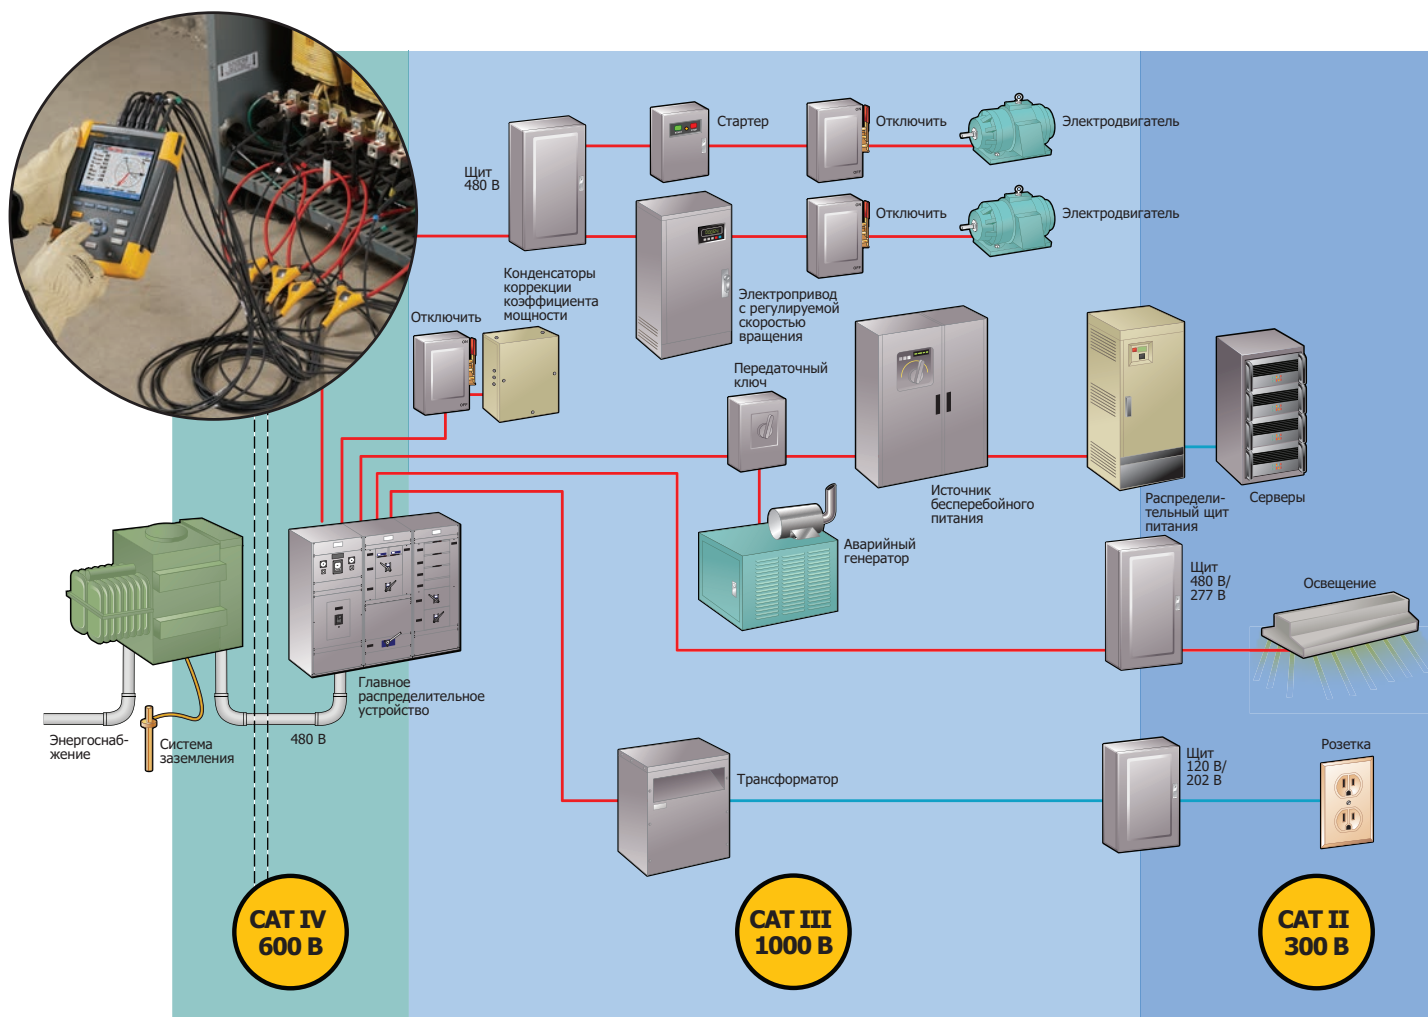 Стартер
Отключить
Электродвигатель
Щит
480 В
Отключить
Электродвигатель
Конденсаторы
коррекции
коэффициента
мощности
Отключить
Электропривод
с регулируемой
скоростью
вращения
Передаточный
ключ
Источник
бесперебойного
питания
Распредели-
тельный щит
питания
Серверы
Аварийный
генератор
Щит
480 В/
277 В
Освещение
Главное
распределительное
устройство
Энергоснаб-
жение
Система
заземления
480 В
Трансформатор
Щит
120 В/
202 В
Розетка
CAT IV
600 В
CAT III
1000 В
CAT II
300 В